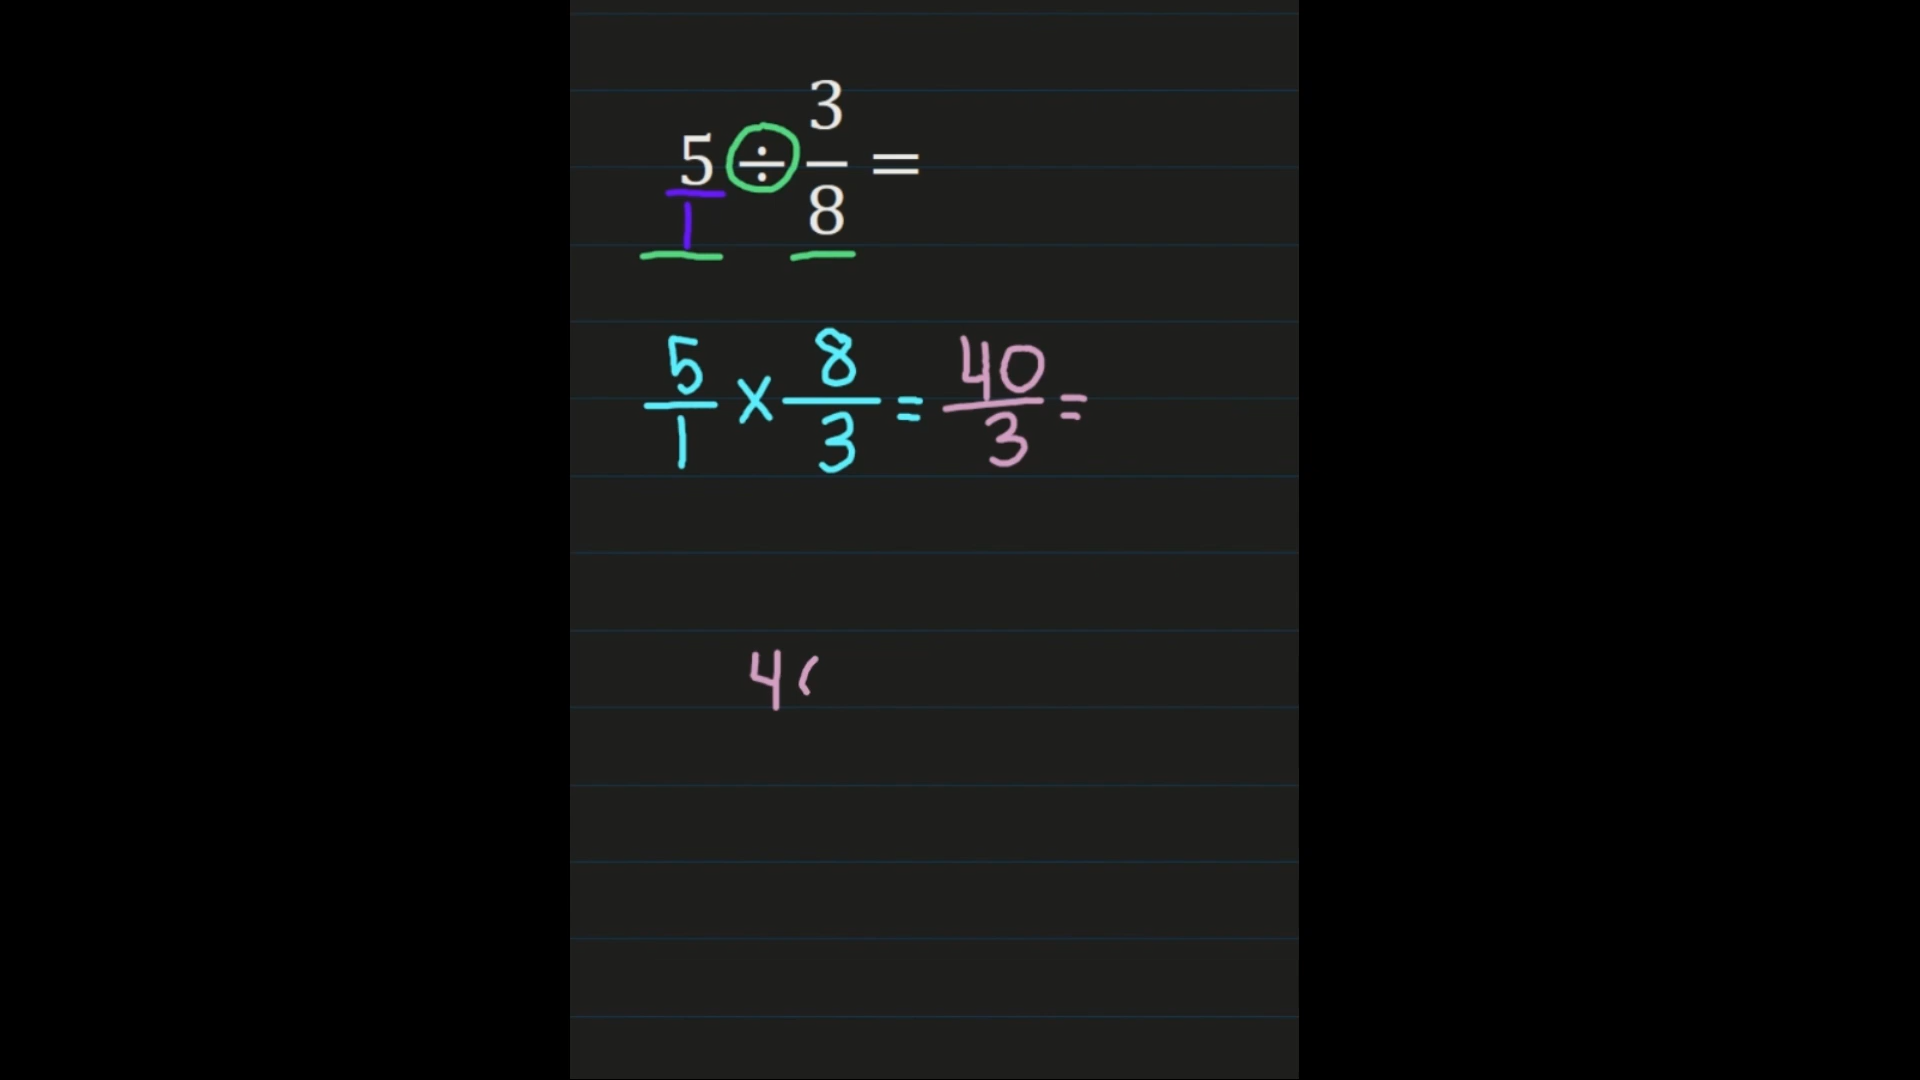 5/1 ÷ 3/8 =
5/1 × 8/3 = 40/3 =
4